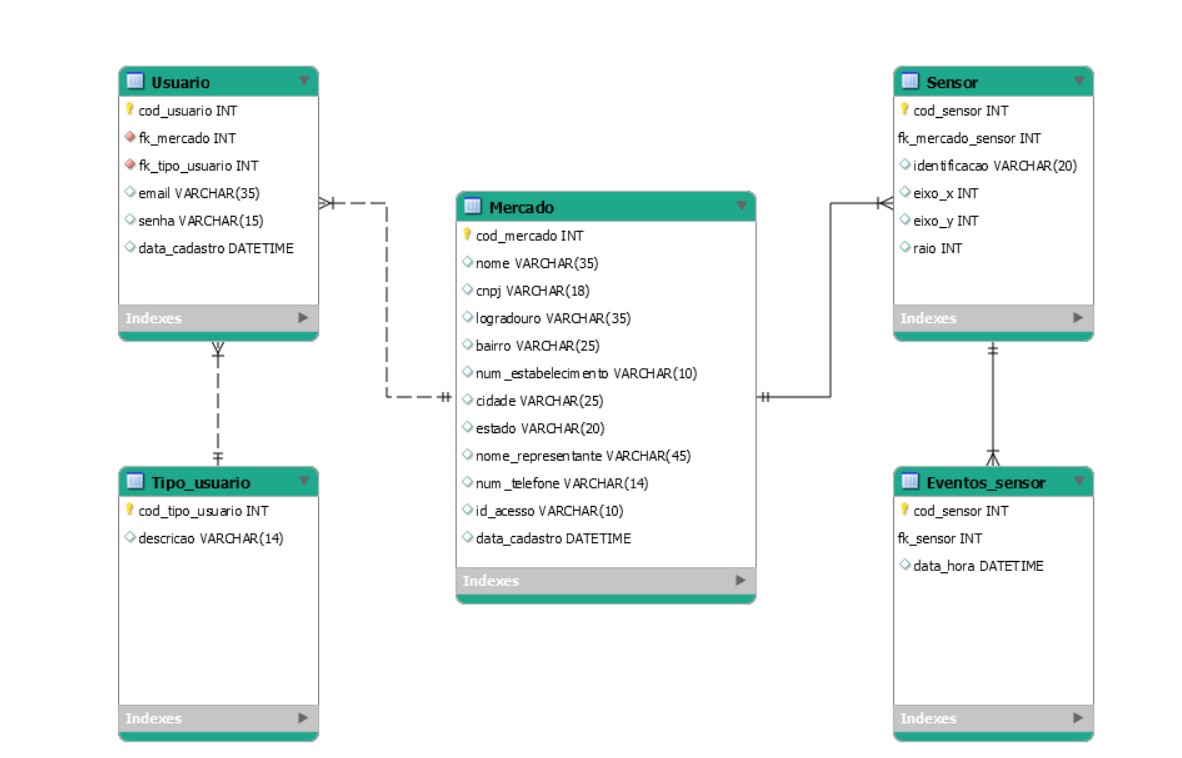 Usuario
cod_usuario INT
fk_mercado INT
fk_tipo_usuario INT
email VARCHAR(35)
senha VARCHAR(15)
data_cadastro DATETIME
Indexes
Tipo_usuario
cod_tipo_usuario INT
descricao VARCHAR(14)
Indexes
Mercado
cod_mercado INT
nome VARCHAR(35)
cnpj VARCHAR(18)
logradouro VARCHAR(35)
bairro VARCHAR(25)
num_estabelecimento VARCHAR(10)
cidade VARCHAR(25)
estado VARCHAR(20)
nome_representante VARCHAR(45)
num_telefone VARCHAR(14)
id_acesso VARCHAR(10)
data_cadastro DATETIME
Indexes
Sensor
cod_sensor INT
fk_mercado_sensor INT
identificacao VARCHAR(20)
eixo_x INT
eixo_y INT
raio INT
Indexes
Eventos_sensor
cod_sensor INT
fk_sensor INT
data_hora DATETIME
Indexes